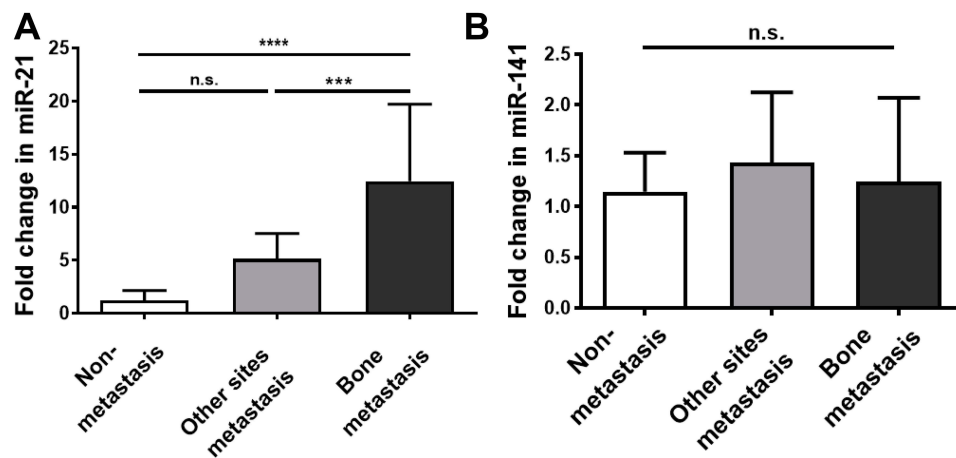 A
Fold change in miR-21
25
20
15
10
5
0
****
n.s.
***
Non-
metastasis
Other sites
metastasis
Bone
metastasis
B
Fold change in miR-141
2.5
2.0
1.5
1.0
0.5
0.0
n.s.
Non-
metastasis
Other sites
metastasis
Bone
metastasis